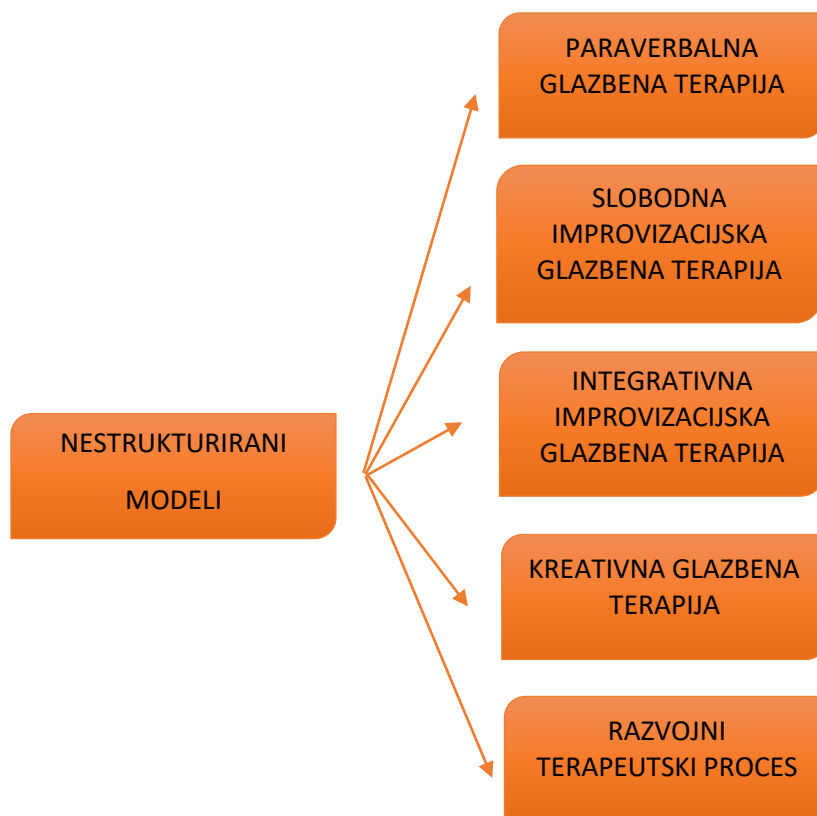 PARAVERBALNA
GLAZBENA TERAPIJA
SLOBODNA
IMPROVIZACIJSKA
GLAZBENA TERAPIJA
INTEGRATIVNA
IMPROVIZACIJSKA
GLAZBENA TERAPIJA
NESTRUKTURIRANI
MODELI
KREATIVNA GLAZBENA
TERAPIJA
RAZVOJNI
TERAPEUTSKI PROCES